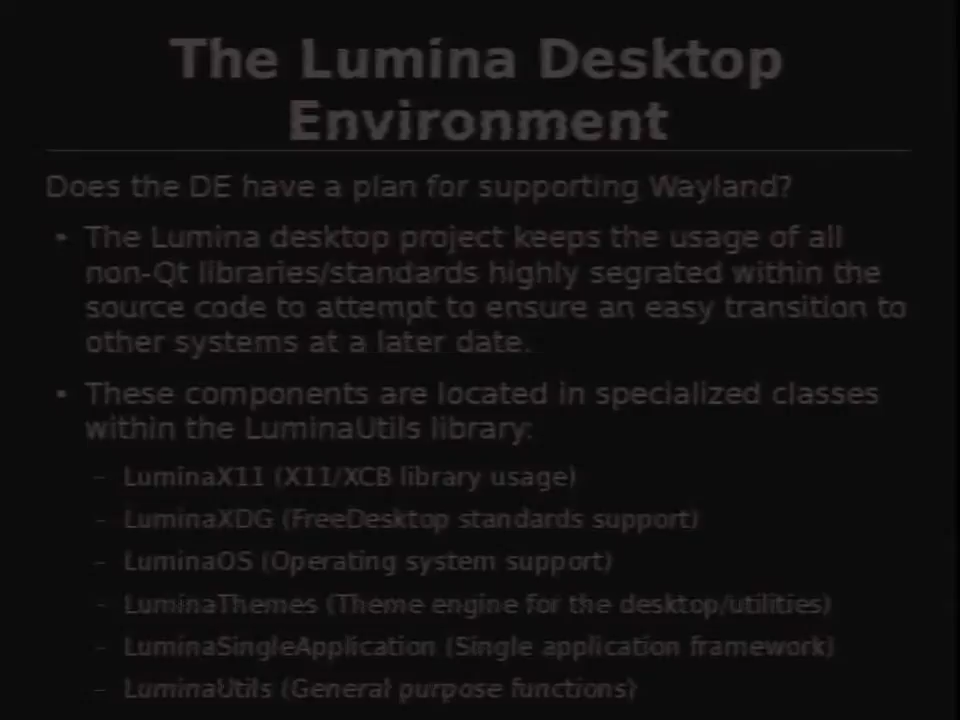 The Lumina Desktop
Environment
Does the DE have a plan for supporting Wayland?
• The Lumina desktop project keeps the usage of all
non-Qt libraries/standards highly segrated within the
source code to attempt to ensure an easy transition to
other systems at a later date.
• These components are located in specialized classes
within the LuminaUtils library:
– LuminaX11 (X11/XCB library usage)
– LuminaXDG (FreeDesktop standards support)
– LuminaOS (Operating system support)
– LuminaThemes (Theme engine for the desktop/utilities)
– LuminaSingleApplication (Single application framework)
– LuminaUtils (General purpose functions)